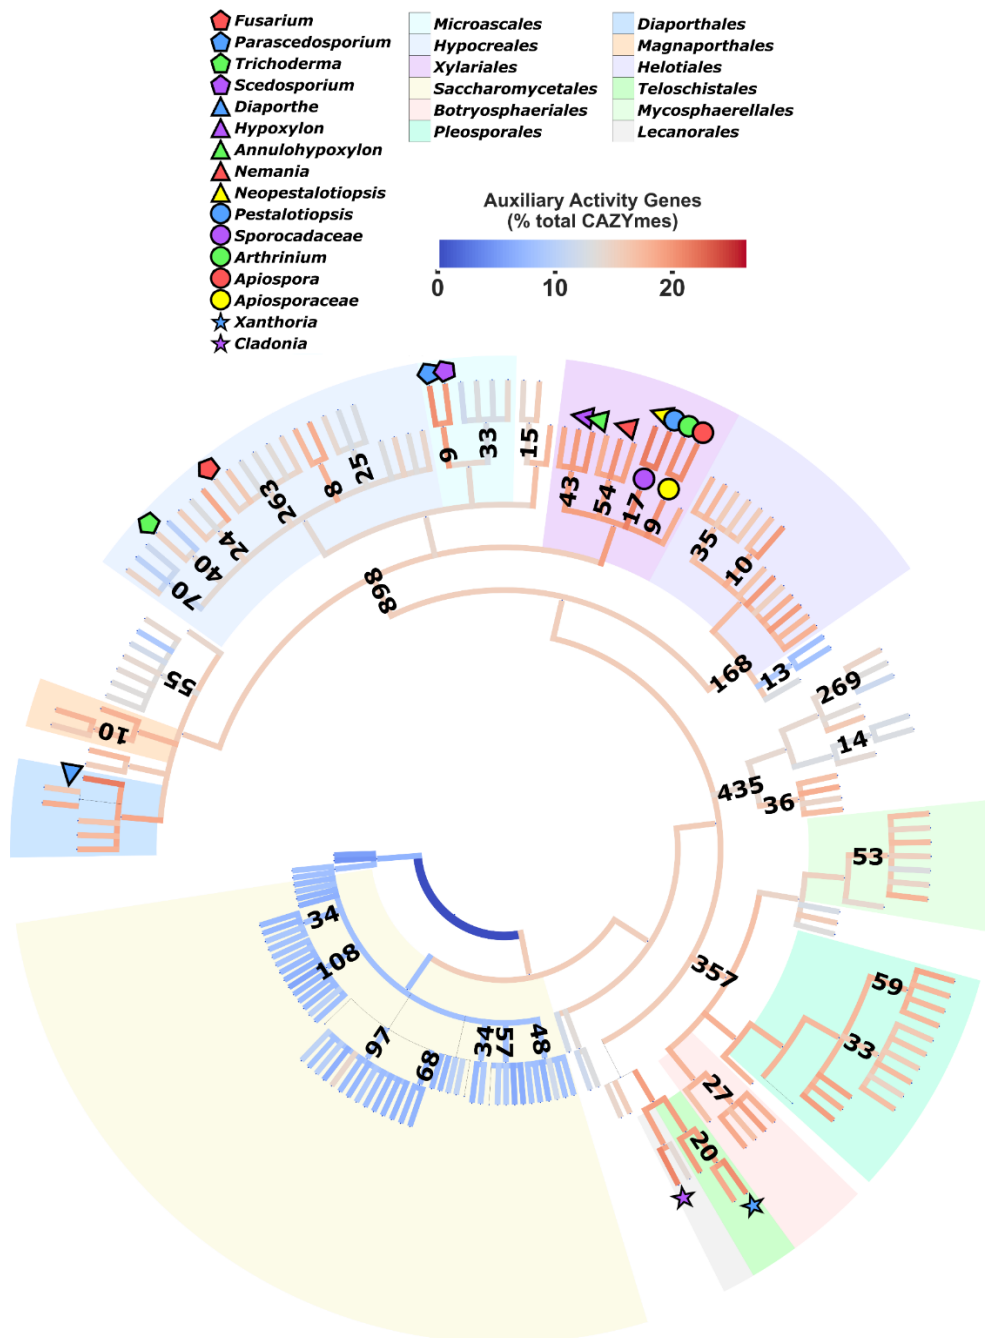 Fusarium
Parascedosporium
Trichoderma
Scedosporium
Diaporthe
Hypoxylon
Annulohypoxylon
Nemania
Neopestalotiopsis
Pestalotiopsis
Sporocadaceae
Arthrinium
Apiospora
Apiosporaceae
Xanthoria
Cladonia
Microascales
Hypocreales
Xylariales
Saccharomycetales
Botryosphaeriales
Pleosporales
Diaporthales
Magnaporthales
Helotiales
Teloschistales
Mycosphaerellales
Lecanorales
Auxiliary Activity Genes
(% total CAZYmes)
0 10 20
70
40
24
263
8
25
9
33
15
43
54
17
9
35
10
168
13
269
14
435
36
53
357
59
33
27
20
898
55
10
34
108
97
68
34
57
48